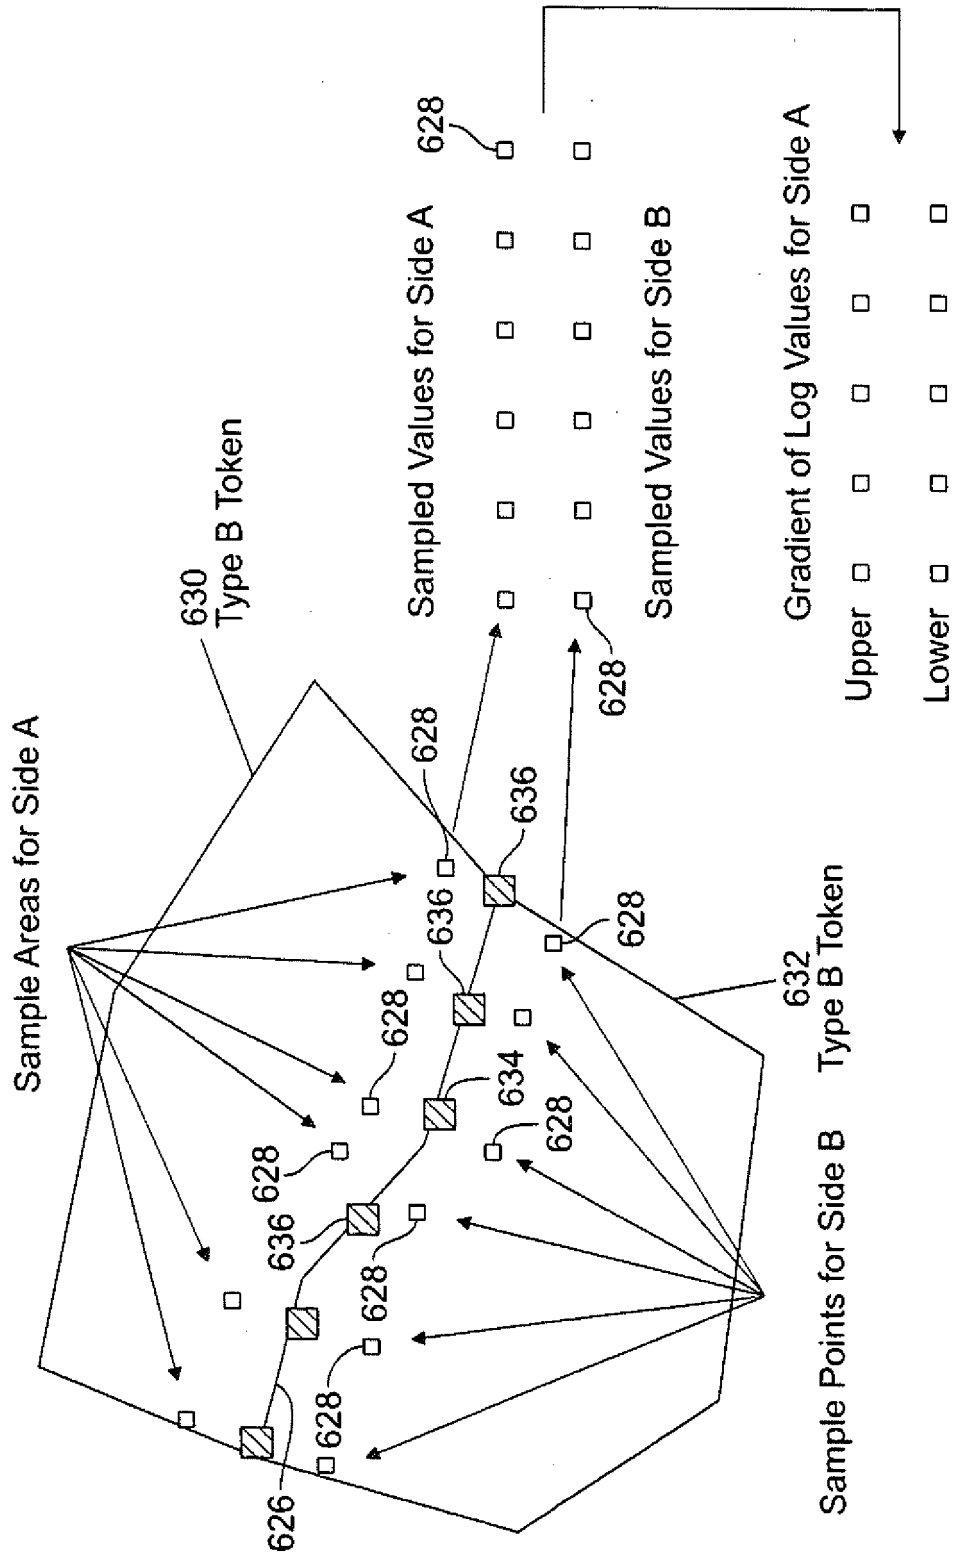 Sample Areas for Side A
630
Type B Token
628
636
626
628
628
628
628
Sampled Values for Side A
628
636
634
636
628
628
628
Sampled Values for Side B
632
Type B Token
Sample Points for Side B
Gradient of Log Values for Side A
Upper
Lower